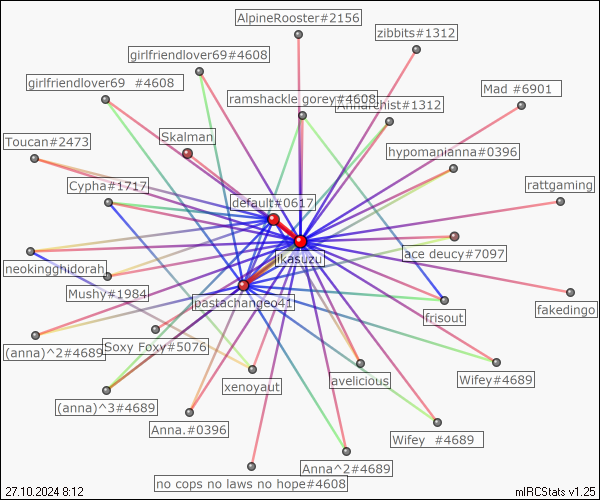 AlpineRooster#2156
zibbits#1312
girlfriendlover69#4608
girlfriendlover69 #4608
ramshackle gorey#4608
Annarchist#1312
Mad #6901
Toucan#2473
Skalman
hypomanianna#0396
Cypha#1717
rattgaming
default#0617
likasuzu
ace deucy#7097
neokingghidorah
Mushy#1984
pastachangeo41
fakedingo
frisout
(anna)^2#4689
Soxy Foxy#5076
xenoyaut
avelicious
Wifey#4689
(anna)^3#4689
Anna.#0396
Wifey #4689
Anna^2#4689
no cops no laws no hope#4608
27.10.2024 8:12
mIRCStats v1.25